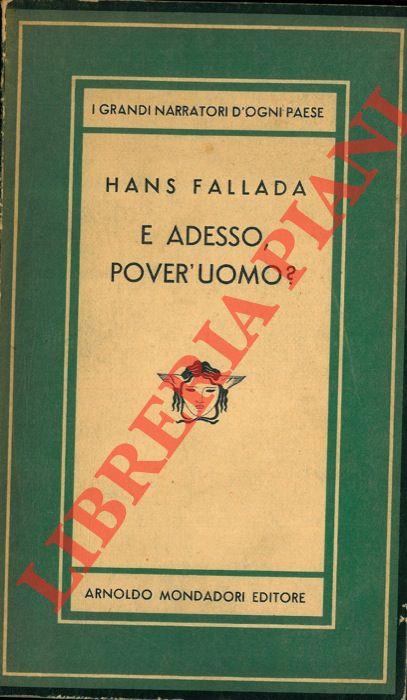 I GRANDI NARRATORI D'OGNI PAESE
HANS FALLADA
E ADESSO,
POVER'UOMO?
LIBRERIA PIANI
ARNOLDO MONDADORI EDITORE